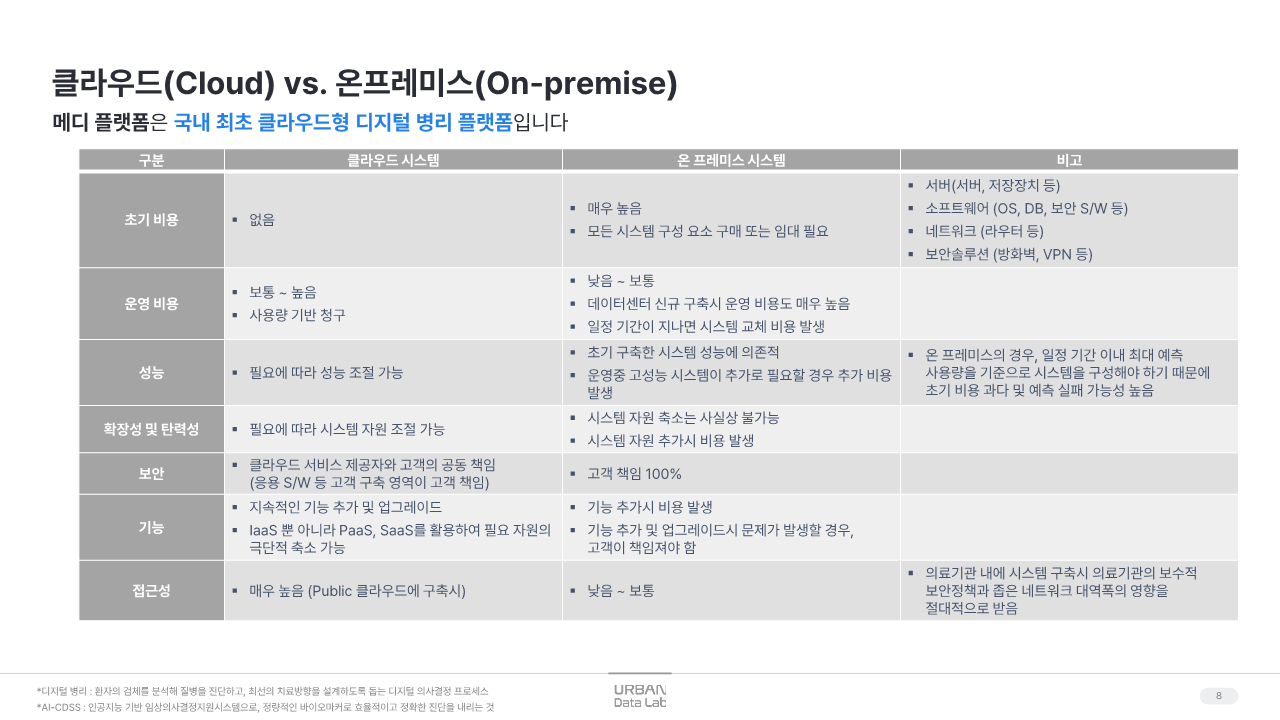 클라우드(Cloud) vs. 온프레미스(On-premise)
메디 플랫폼은 국내 최초 클라우드형 디지털 병리 플랫폼입니다
구분 클라우드 시스템 온 프레미스 시스템 비고
초기 비용
▪ 없음
▪ 매우 높음
▪ 모든 시스템 구성 요소 구매 또는 임대 필요
▪ 서버(서버, 저장장치 등)
▪ 소프트웨어 (OS, DB, 보안 S/W 등)
▪ 네트워크 (라우터 등)
▪ 보안솔루션 (방화벽, VPN 등)
운영 비용
▪ 보통 ~ 높음
▪ 사용량 기반 청구
▪ 낮음 ~ 보통
▪ 데이터센터 신규 구축시 운영 비용도 매우 높음
▪ 일정 기간이 지나면 시스템 교체 비용 발생
성능
▪ 필요에 따라 성능 조절 가능
▪ 초기 구축한 시스템 성능에 의존적
▪ 운영중 고성능 시스템이 추가로 필요할 경우 추가 비용
발생
▪ 온 프레미스의 경우, 일정 기간 이내 최대 예측
사용량을 기준으로 시스템을 구성해야 하기 때문에
초기 비용 과다 및 예측 실패 가능성 높음
확장성 및 탄력성
▪ 필요에 따라 시스템 자원 조절 가능
▪ 시스템 자원 축소는 사실상 불가능
▪ 시스템 자원 추가시 비용 발생
보안
▪ 클라우드 서비스 제공자와 고객의 공동 책임
(응용 S/W 등 고객 구축 영역이 고객 책임)
▪ 고객 책임 100%
기능
▪ 지속적인 기능 추가 및 업그레이드
▪ IaaS 뿐 아니라 PaaS, SaaS를 활용하여 필요 자원의
극단적 축소 가능
▪ 기능 추가시 비용 발생
▪ 기능 추가 및 업그레이드시 문제가 발생할 경우,
고객이 책임져야 함
접근성
▪ 매우 높음 (Public 클라우드에 구축시)
▪ 낮음 ~ 보통
▪ 의료기관 내에 시스템 구축시 의료기관의 보수적
보안정책과 좁은 네트워크 대역폭의 영향을
절대적으로 받음
*디지털 병리 : 환자의 검체를 분석해 질병을 진단하고, 최선의 치료방향을 설계하도록 돕는 디지털 의사결정 프로세스
*AI-CDSS : 인공지능 기반 임상의사결정지원시스템으로, 정량적인 바이오마커로 효율적이고 정확한 진단을 내리는 것
URBAN
Data Lab
8